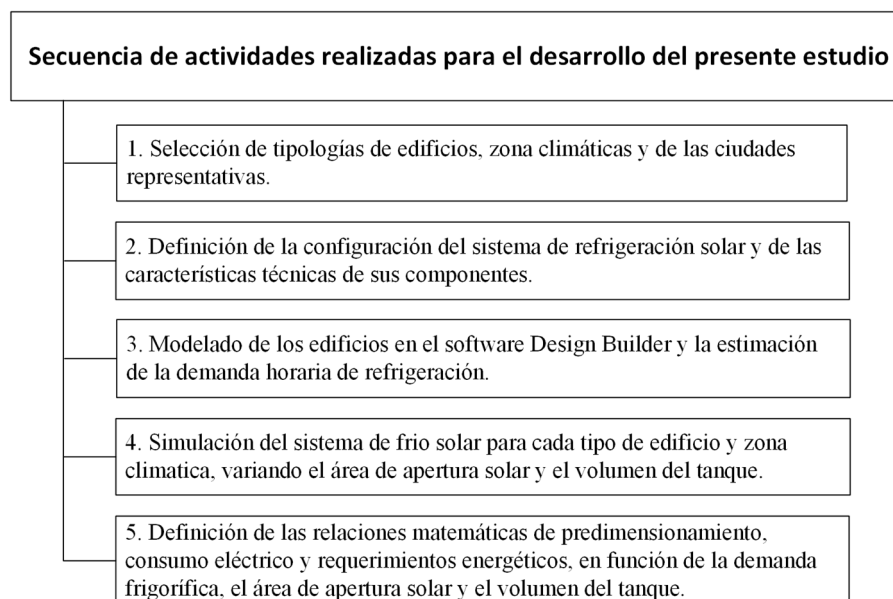 Secuencia de actividades realizadas para el desarrollo del presente estudio
1. Selección de tipologías de edificios, zona climáticas y de las ciudades
representativas.
2. Definición de la configuración del sistema de refrigeración solar y de las
características técnicas de sus componentes.
3. Modelado de los edificios en el software Design Builder y la estimación
de la demanda horaria de refrigeración.
4. Simulación del sistema de frio solar para cada tipo de edificio y zona
climatica, variando el área de apertura solar y el volumen del tanque.
5. Definición de las relaciones matemáticas de predimensionamiento,
consumo eléctrico y requerimientos energéticos, en función de la demanda
frigorífica, el área de apertura solar y el volumen del tanque.